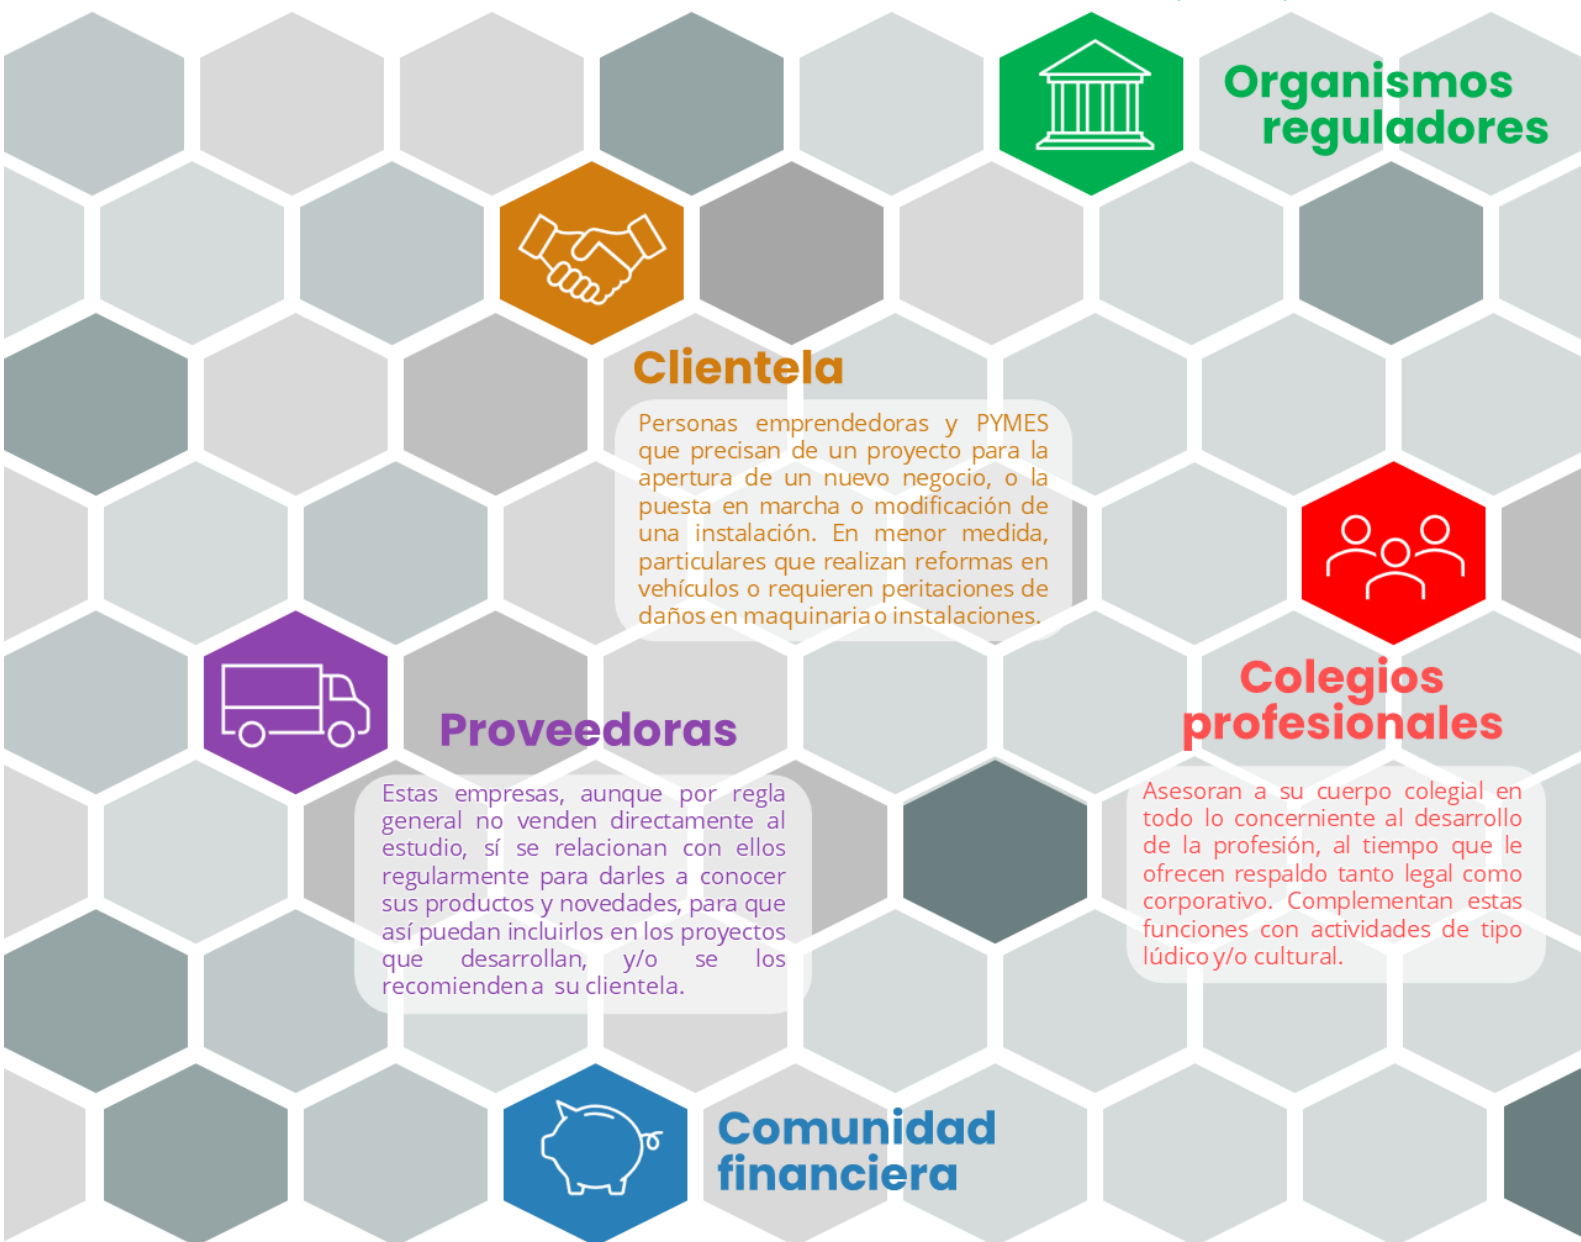 Organismos
reguladores
Clientela
Personas emprendedoras y PYMES
que precisan de un proyecto para la
apertura de un nuevo negocio, o la
puesta en marcha o modificación de
una instalación. En menor medida,
particulares que realizan reformas en
vehículos o requieren peritaciones de
daños en maquinaria o instalaciones.
Colegios
profesionales
Asesoran a su cuerpo colegial en
todo lo concerniente al desarrollo
de la profesión, al tiempo que le
ofrecen respaldo tanto legal como
corporativo. Complementan estas
funciones con actividades de tipo
lúdico y/o cultural.
Proveedoras
Estas empresas, aunque por regla
general no venden directamente al
estudio, sí se relacionan con ellos
regularmente para darles a conocer
sus productos y novedades, para que
así puedan incluirlos en los proyectos
que desarrollan, y/o se los
recomienden a su clientela.
Comunidad
financiera